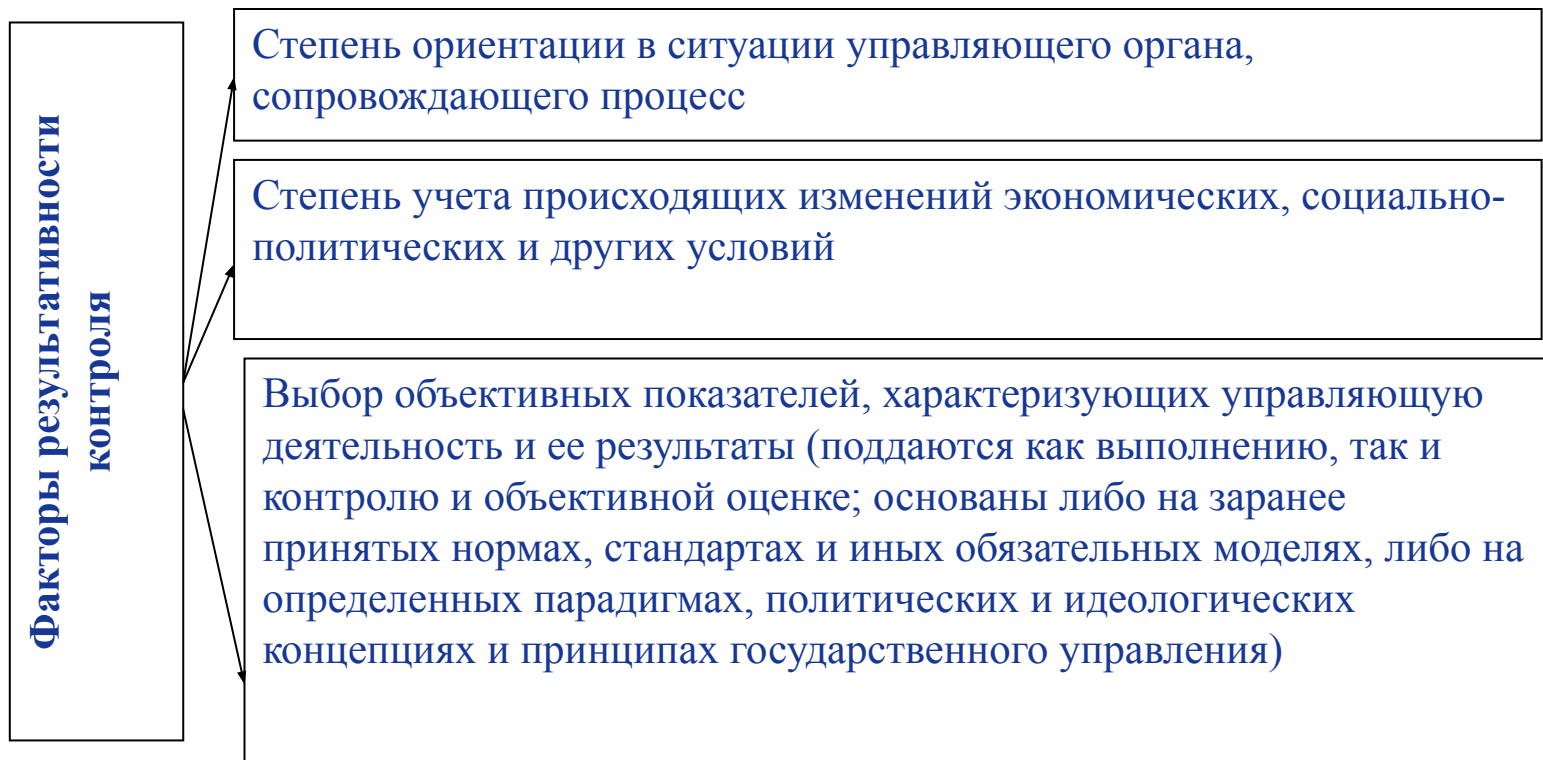 Факторы результативности
контроля
Степень ориентации в ситуации управляющего органа,
сопровождающего процесс
Степень учета происходящих изменений экономических, социально-
политических и других условий
Выбор объективных показателей, характеризующих управляющую
деятельность и ее результаты (поддаются как выполнению, так и
контролю и объективной оценке; основаны либо на заранее
принятых нормах, стандартах и иных обязательных моделях, либо на
определенных парадигмах, политических и идеологических
концепциях и принципах государственного управления)